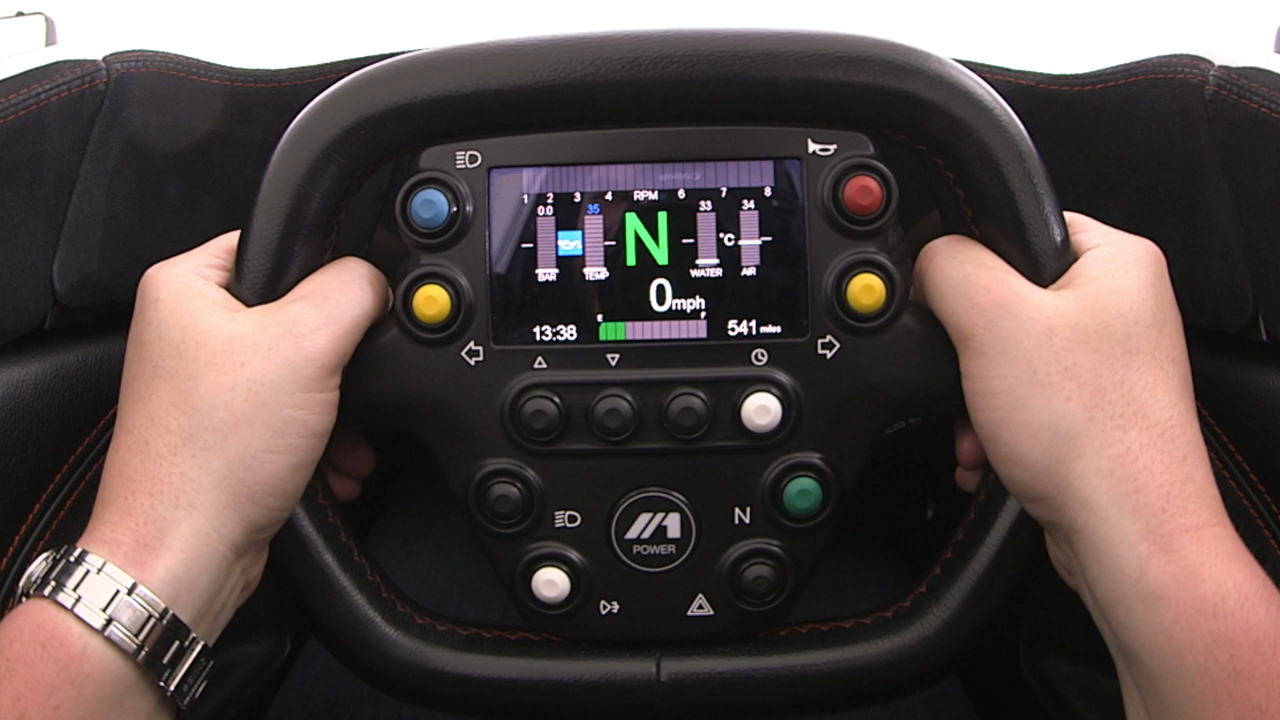 1 2 3 4 RPM 6 7 8
0.0 35 33 34
N °C
BAR TEMP WATER AIR
0mph
E F
13:38 541 miles
N
POWER